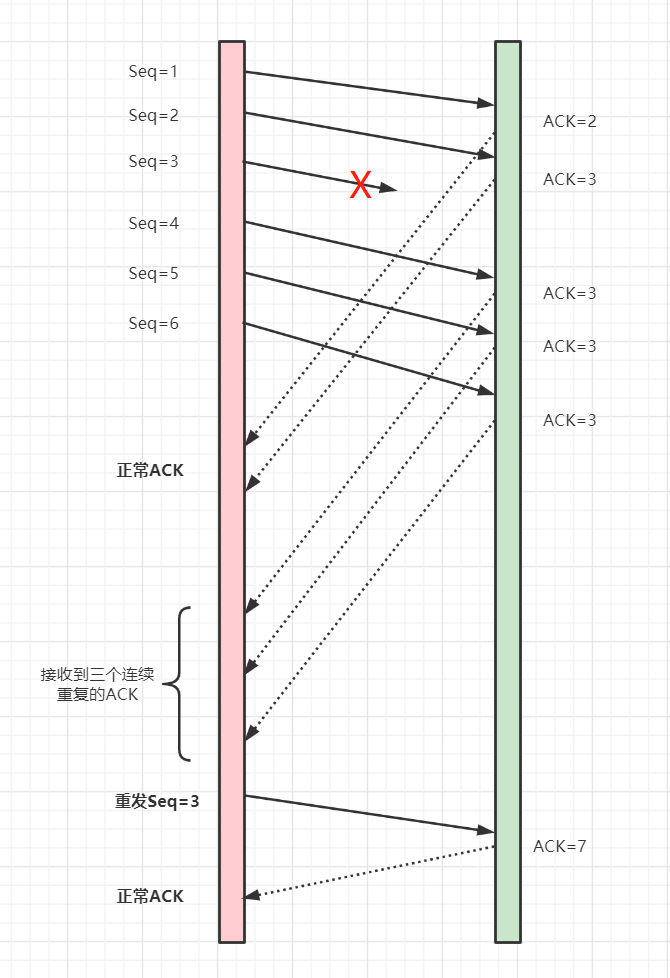 Seq=1
Seq=2
ACK=2
Seq=3
X
ACK=3
Seq=4
Seq=5
ACK=3
Seq=6
ACK=3
ACK=3
正常ACK
接收到三个连续
重复的ACK
重发Seq=3
ACK=7
正常ACK